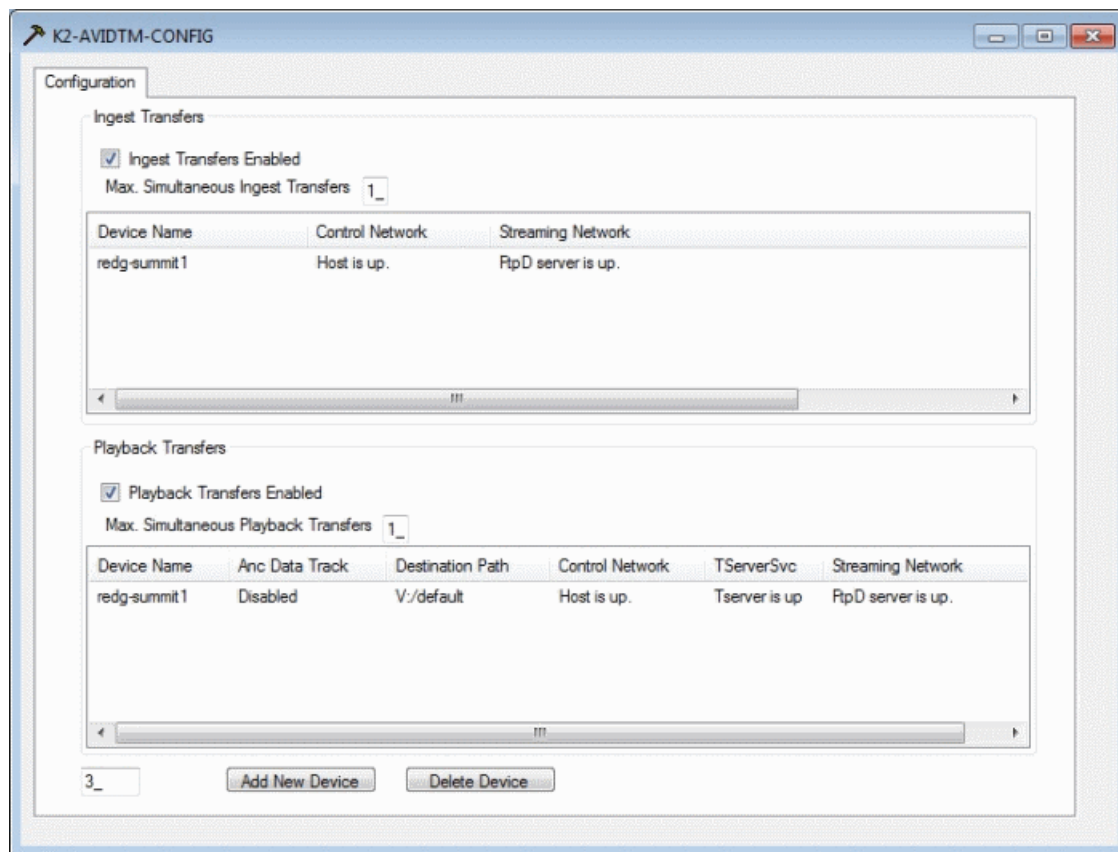 K2-AVIDTM-CONFIG
Configuration
Ingest Transfers
Ingest Transfers Enabled
Max. Simultaneous Ingest Transfers 1_
Device Name Control Network Streaming Network
redg-summit1 Host is up. FtpD server is up.
Playback Transfers
Playback Transfers Enabled
Max. Simultaneous Playback Transfers 1_
Device Name Anc Data Track Destination Path Control Network TServerSvc Streaming Network
redg-summit1 Disabled V:/default Host is up. Tserver is up FtpD server is up.
3_ Add New Device Delete Device